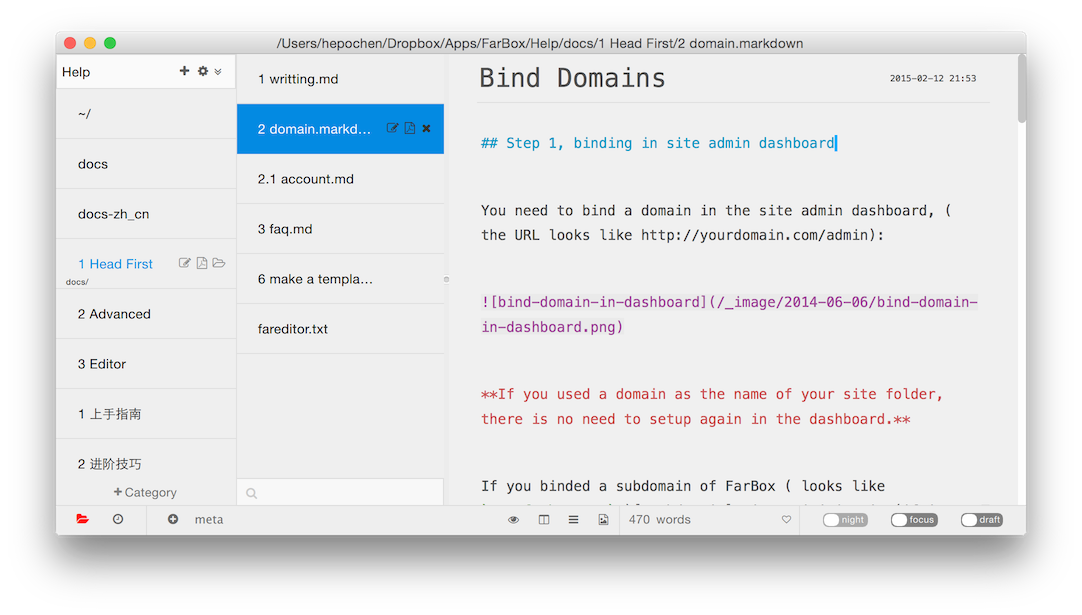 /Users/hepochen/Dropbox/Apps/FarBox/Help/docs/1 Head First/2 domain.markdown
Help
~/
docs
docs-zh_cn
1 Head First
docs/
2 Advanced
3 Editor
1 上手指南
2 进阶技巧
+ Category
1 writting.md
2 domain.markd...
2.1 account.md
3 faq.md
6 make a templa...
fareditor.txt
Bind Domains
2015-02-12 21:53
## Step 1, binding in site admin dashboard
You need to bind a domain in the site admin dashboard, (
the URL looks like http://yourdomain.com/admin):
![bind-domain-in-dashboard](/_image/2014-06-06/bind-domain-
in-dashboard.png)
**If you used a domain as the name of your site folder,
there is no need to setup again in the dashboard.**
If you binded a subdomain of FarBox ( looks like
meta
470 words
night
focus
draft